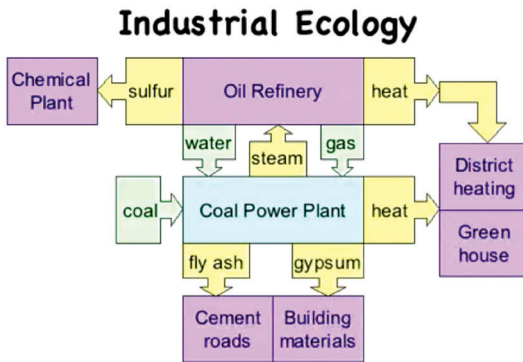 Industrial Ecology
Chemical
Plant
sulfur
Oil Refinery
heat
water
steam
gas
District
heating
coal
Coal Power Plant
heat
Green
house
fly ash
gypsum
Cement
roads
Building
materials